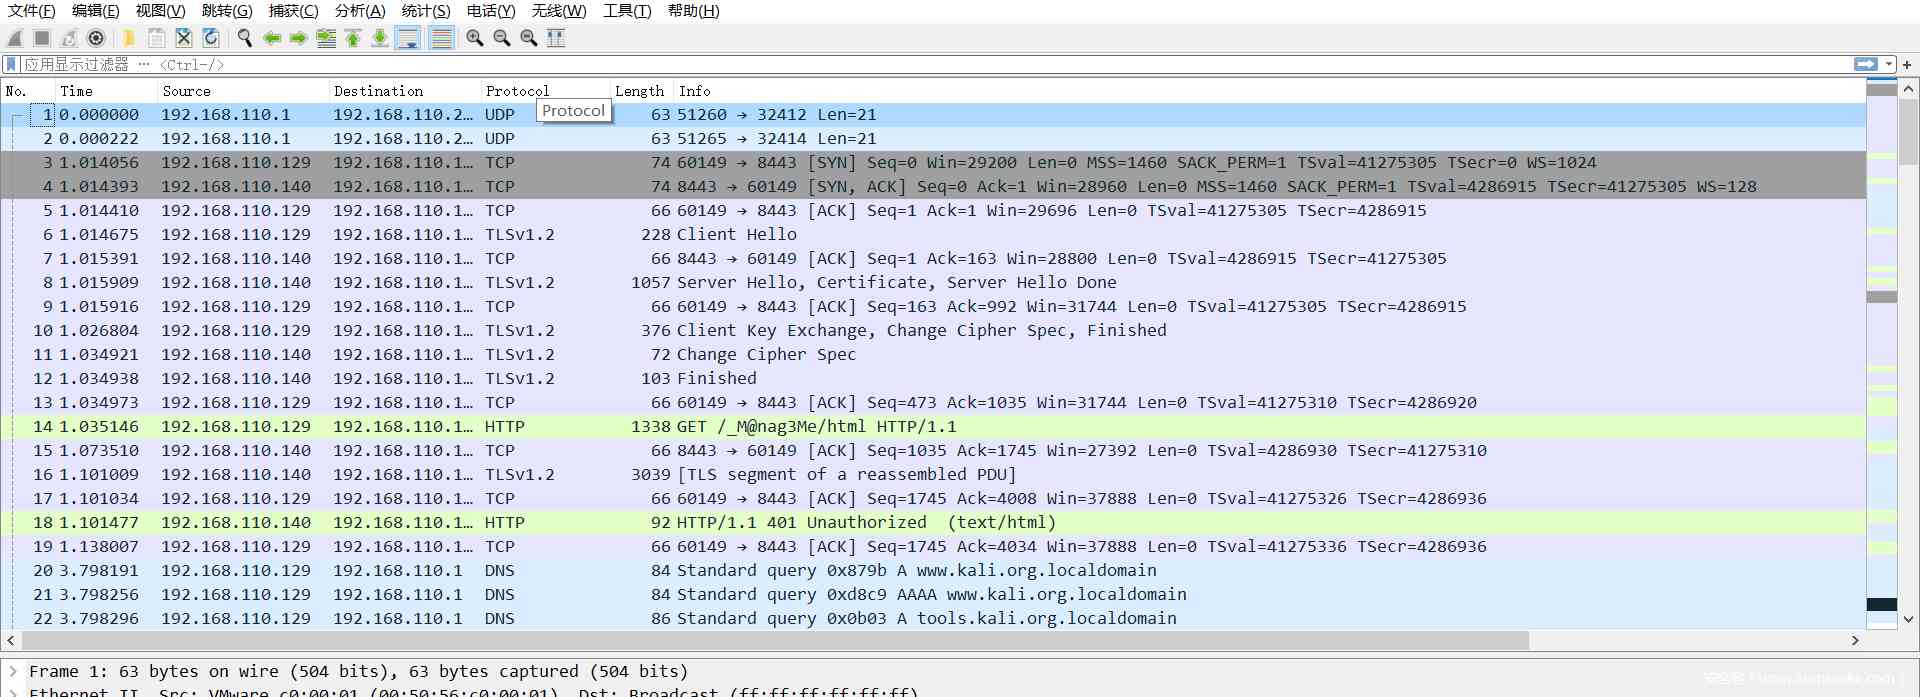 文件(F) 编辑(E) 视图(V) 跳转(G) 捕获(C) 分析(A) 统计(S) 电话(Y) 无线(W) 工具(T) 帮助(H)
应用显示过滤器 … <Ctrl-/>
No. Time Source Destination Protocol Length Info
Protocol
1 0.000000 192.168.110.1 192.168.110.2… UDP 63 51260 → 32412 Len=21
2 0.000222 192.168.110.1 192.168.110.2… UDP 63 51265 → 32414 Len=21
3 1.014056 192.168.110.129 192.168.110.1… TCP 74 60149 → 8443 [SYN] Seq=0 Win=29200 Len=0 MSS=1460 SACK_PERM=1 TSval=41275305 TSecr=0 WS=1024
4 1.014393 192.168.110.140 192.168.110.1… TCP 74 8443 → 60149 [SYN, ACK] Seq=0 Ack=1 Win=28960 Len=0 MSS=1460 SACK_PERM=1 TSval=4286915 TSecr=41275305 WS=128
5 1.014410 192.168.110.129 192.168.110.1… TCP 66 60149 → 8443 [ACK] Seq=1 Ack=1 Win=29696 Len=0 TSval=41275305 TSecr=4286915
6 1.014675 192.168.110.129 192.168.110.1… TLSv1.2 228 Client Hello
7 1.015391 192.168.110.140 192.168.110.1… TCP 66 8443 → 60149 [ACK] Seq=1 Ack=163 Win=28800 Len=0 TSval=4286915 TSecr=41275305
8 1.015909 192.168.110.140 192.168.110.1… TLSv1.2 1057 Server Hello, Certificate, Server Hello Done
9 1.015916 192.168.110.129 192.168.110.1… TCP 66 60149 → 8443 [ACK] Seq=163 Ack=992 Win=31744 Len=0 TSval=41275305 TSecr=4286915
10 1.026804 192.168.110.129 192.168.110.1… TLSv1.2 376 Client Key Exchange, Change Cipher Spec, Finished
11 1.034921 192.168.110.140 192.168.110.1… TLSv1.2 72 Change Cipher Spec
12 1.034938 192.168.110.140 192.168.110.1… TLSv1.2 103 Finished
13 1.034973 192.168.110.129 192.168.110.1… TCP 66 60149 → 8443 [ACK] Seq=473 Ack=1035 Win=31744 Len=0 TSval=41275310 TSecr=4286920
14 1.035146 192.168.110.129 192.168.110.1… HTTP 1338 GET /_M@nag3Me/html HTTP/1.1
15 1.073510 192.168.110.140 192.168.110.1… TCP 66 8443 → 60149 [ACK] Seq=1035 Ack=1745 Win=27392 Len=0 TSval=4286930 TSecr=41275310
16 1.101009 192.168.110.140 192.168.110.1… TLSv1.2 3039 [TLS segment of a reassembled PDU]
17 1.101034 192.168.110.129 192.168.110.1… TCP 66 60149 → 8443 [ACK] Seq=1745 Ack=4008 Win=37888 Len=0 TSval=41275326 TSecr=4286936
18 1.101477 192.168.110.140 192.168.110.1… HTTP 92 HTTP/1.1 401 Unauthorized (text/html)
19 1.138007 192.168.110.129 192.168.110.1… TCP 66 60149 → 8443 [ACK] Seq=1745 Ack=4034 Win=37888 Len=0 TSval=41275336 TSecr=4286936
20 3.798191 192.168.110.129 192.168.110.1 DNS 84 Standard query 0x879b A www.kali.org.localdomain
21 3.798256 192.168.110.129 192.168.110.1 DNS 84 Standard query 0xd8c9 AAAA www.kali.org.localdomain
22 3.798296 192.168.110.129 192.168.110.1 DNS 86 Standard query 0x0b03 A tools.kali.org.localdomain
Frame 1: 63 bytes on wire (504 bits), 63 bytes captured (504 bits)
Ethernet II, Src: VMware_c0:00:01 (00:50:56:c0:00:01), Dst: Broadcast (ff:ff:ff:ff:ff:ff)